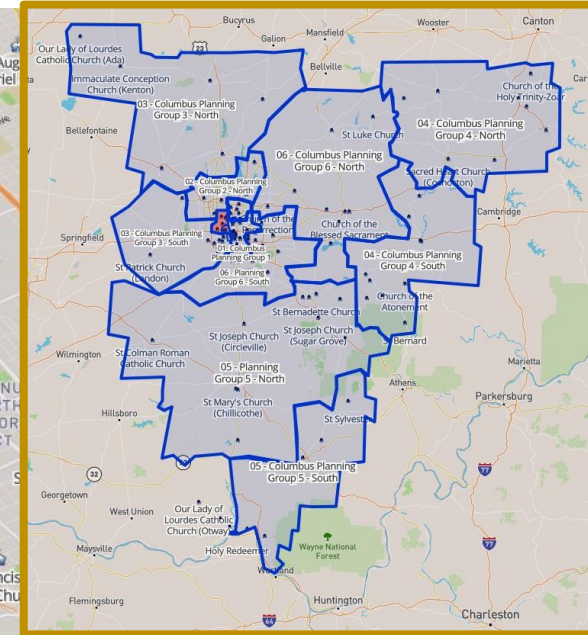 Bucyrus
Mansfield
Wooster
Canton
Galion
23
Our Lady of Lourdes
Catholic Church (Ada)
Bellville
Immaculate Conception
Church (Kenton)
Church of the
Holy Trinity-Zoar
03 - Columbus Planning
Group 3 - North
04 - Columbus Planning
Group 4 - North
Bellefontaine
St Luke Church
06 - Columbus Planning
Group 6 - North
Sacred Heart Church
02 - Columbus Planning
Group 2 - North
Cambridge
Church of the
Blessed Sacrament
Springfield
03 - Columbus Planning
Group 3 - South
01 Columbus
Planning Group 1
04 - Columbus Planning
Group 4 - South
St Patrick Church
(London)
06 - Planning
Group 6 - South
Church of the
Atonement
St Bernadette Church
St Joseph Church
(Circleville)
St Joseph Church
(Sugar Grove)
St Bernard
Wilmington
St Colman Roman
Catholic Church
Marietta
05 - Planning
Group 5 - North
Athens
Parkersburg
Hillsboro
St Mary's Church
(Chillicothe)
St Sylvester
77
05 - Columbus Planning
Group 5 - South
32
Georgetown
West Union
Our Lady of
Lourdes Catholic
Church (Otway)
77
Maysville
Holy Redeemer
Wayne National
Forest
Flemingsburg
Huntington
64
Charleston